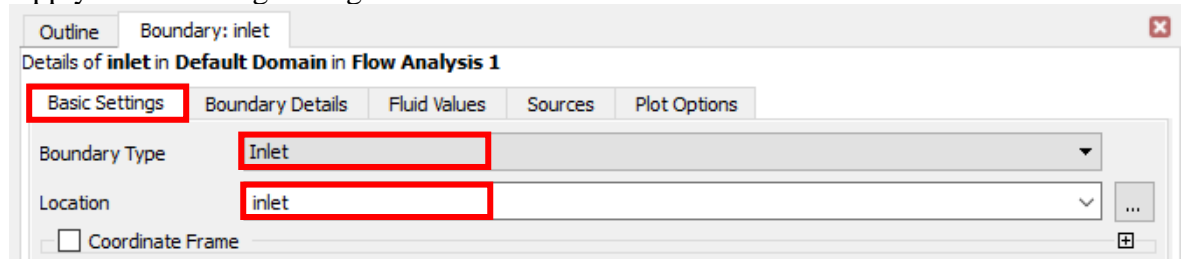 Outline Boundary: inlet
Details of inlet in Default Domain in Flow Analysis 1
Basic Settings Boundary Details Fluid Values Sources Plot Options
Boundary Type Inlet
Location inlet ...
Coordinate Frame